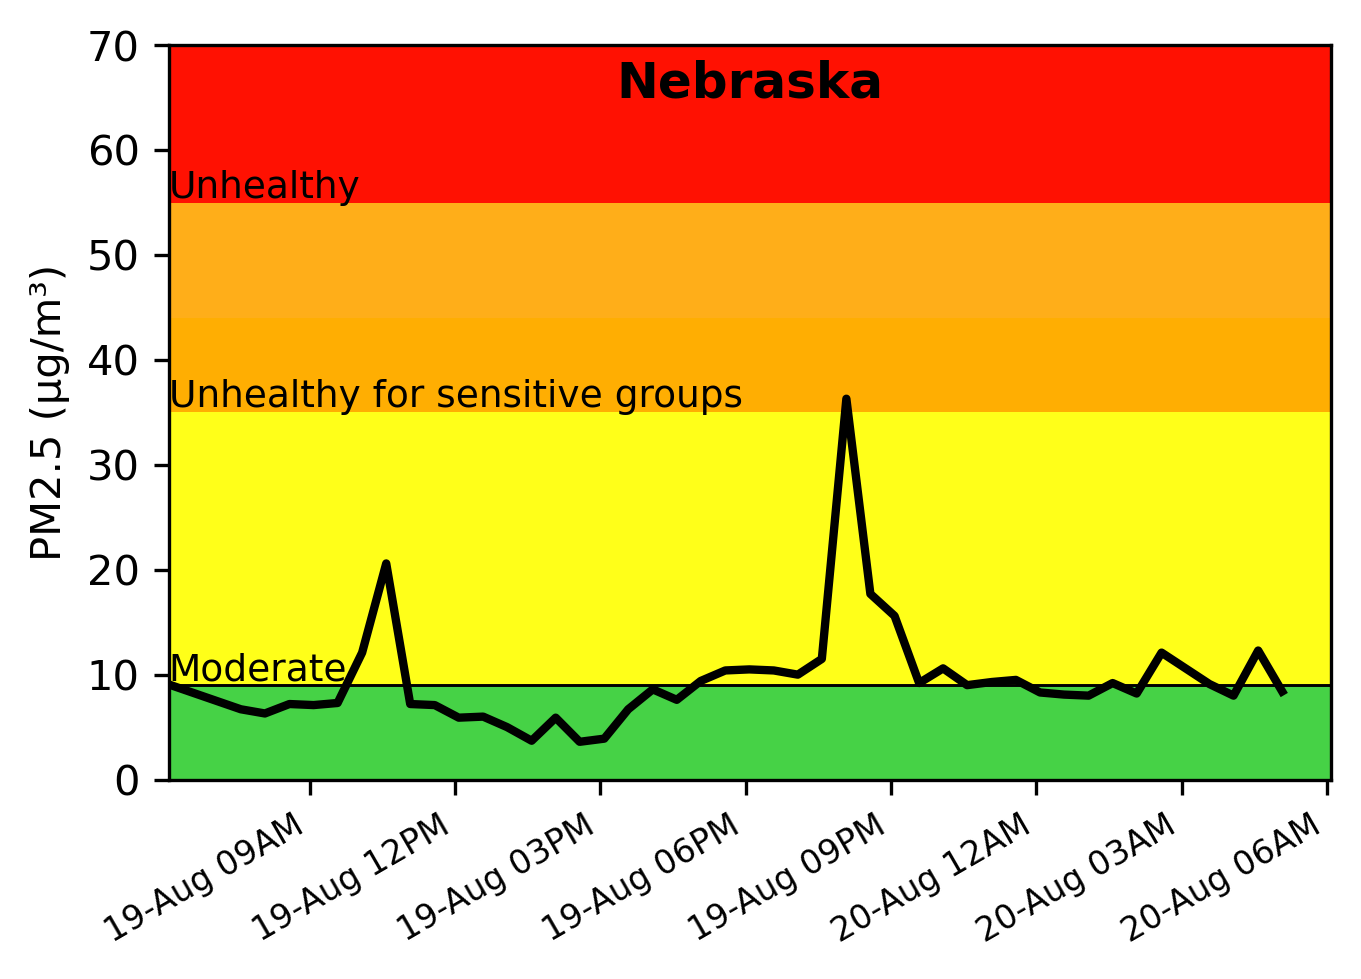 Nebraska
PM2.5 (µg/m³)
70
60
50
40
30
20
10
0
Unhealthy
Unhealthy for sensitive groups
Moderate
19-Aug 09AM
19-Aug 12PM
19-Aug 03PM
19-Aug 06PM
19-Aug 09PM
20-Aug 12AM
20-Aug 03AM
20-Aug 06AM